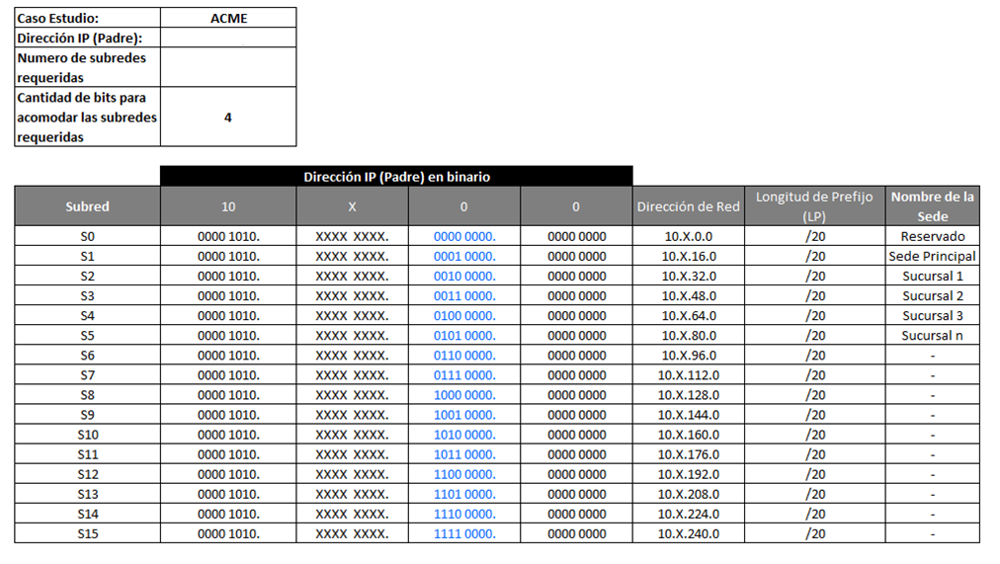 Caso Estudio: ACME
Dirección IP (Padre):
Numero de subredes
requeridas
Cantidad de bits para
acomodar las subredes
requeridas
4
Dirección IP (Padre) en binario
Subred 10 X 0 0 Dirección de Red Longitud de Prefijo (LP) Nombre de la Sede
S0 0000 1010. XXXX XXXX. 0000 0000. 0000 0000 10.X.0.0 /20 Reservado
S1 0000 1010. XXXX XXXX. 0001 0000. 0000 0000 10.X.16.0 /20 Sede Principal
S2 0000 1010. XXXX XXXX. 0010 0000. 0000 0000 10.X.32.0 /20 Sucursal 1
S3 0000 1010. XXXX XXXX. 0011 0000. 0000 0000 10.X.48.0 /20 Sucursal 2
S4 0000 1010. XXXX XXXX. 0100 0000. 0000 0000 10.X.64.0 /20 Sucursal 3
S5 0000 1010. XXXX XXXX. 0101 0000. 0000 0000 10.X.80.0 /20 Sucursal n
S6 0000 1010. XXXX XXXX. 0110 0000. 0000 0000 10.X.96.0 /20 -
S7 0000 1010. XXXX XXXX. 0111 0000. 0000 0000 10.X.112.0 /20 -
S8 0000 1010. XXXX XXXX. 1000 0000. 0000 0000 10.X.128.0 /20 -
S9 0000 1010. XXXX XXXX. 1001 0000. 0000 0000 10.X.144.0 /20 -
S10 0000 1010. XXXX XXXX. 1010 0000. 0000 0000 10.X.160.0 /20 -
S11 0000 1010. XXXX XXXX. 1011 0000. 0000 0000 10.X.176.0 /20 -
S12 0000 1010. XXXX XXXX. 1100 0000. 0000 0000 10.X.192.0 /20 -
S13 0000 1010. XXXX XXXX. 1101 0000. 0000 0000 10.X.208.0 /20 -
S14 0000 1010. XXXX XXXX. 1110 0000. 0000 0000 10.X.224.0 /20 -
S15 0000 1010. XXXX XXXX. 1111 0000. 0000 0000 10.X.240.0 /20 -